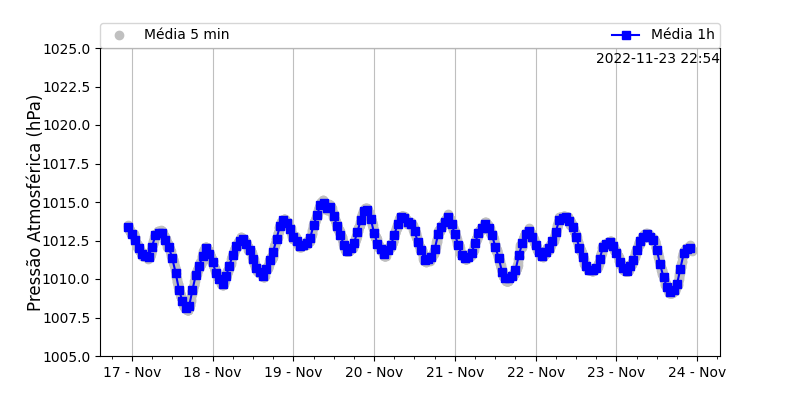 Média 5 min
Média 1h
2022-11-23 22:54
Pressão Atmosférica (hPa)
1025.0
1022.5
1020.0
1017.5
1015.0
1012.5
1010.0
1007.5
1005.0
17 - Nov
18 - Nov
19 - Nov
20 - Nov
21 - Nov
22 - Nov
23 - Nov
24 - Nov